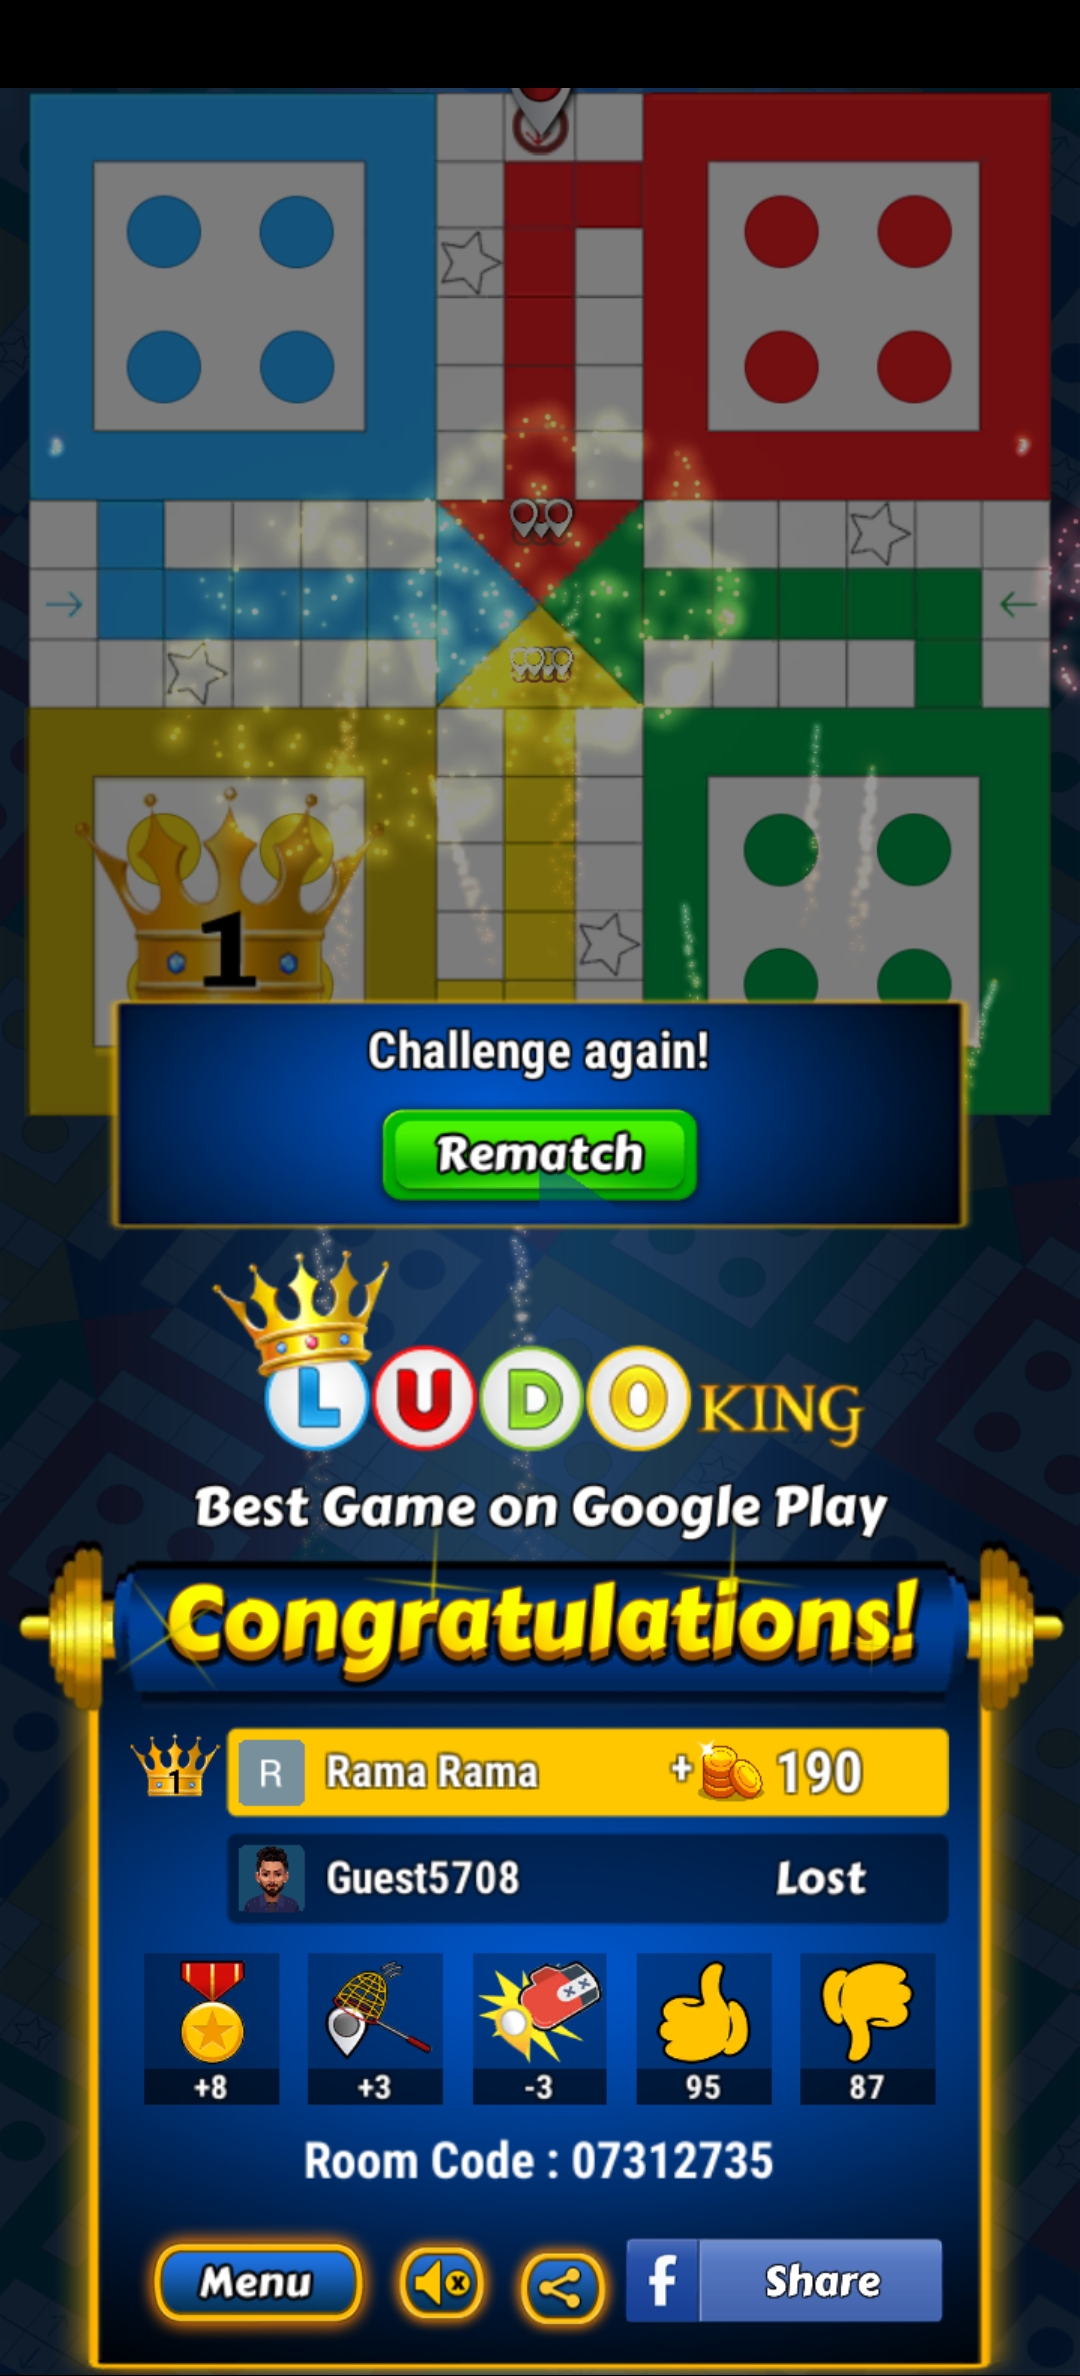 1
Challenge again!
Rematch
LUDO KING
Best Game on Google Play
Congratulations!
1 R Rama Rama + 190
Guest5708 Lost
+8 +3 -3 95 87
Room Code : 07312735
Menu x f Share